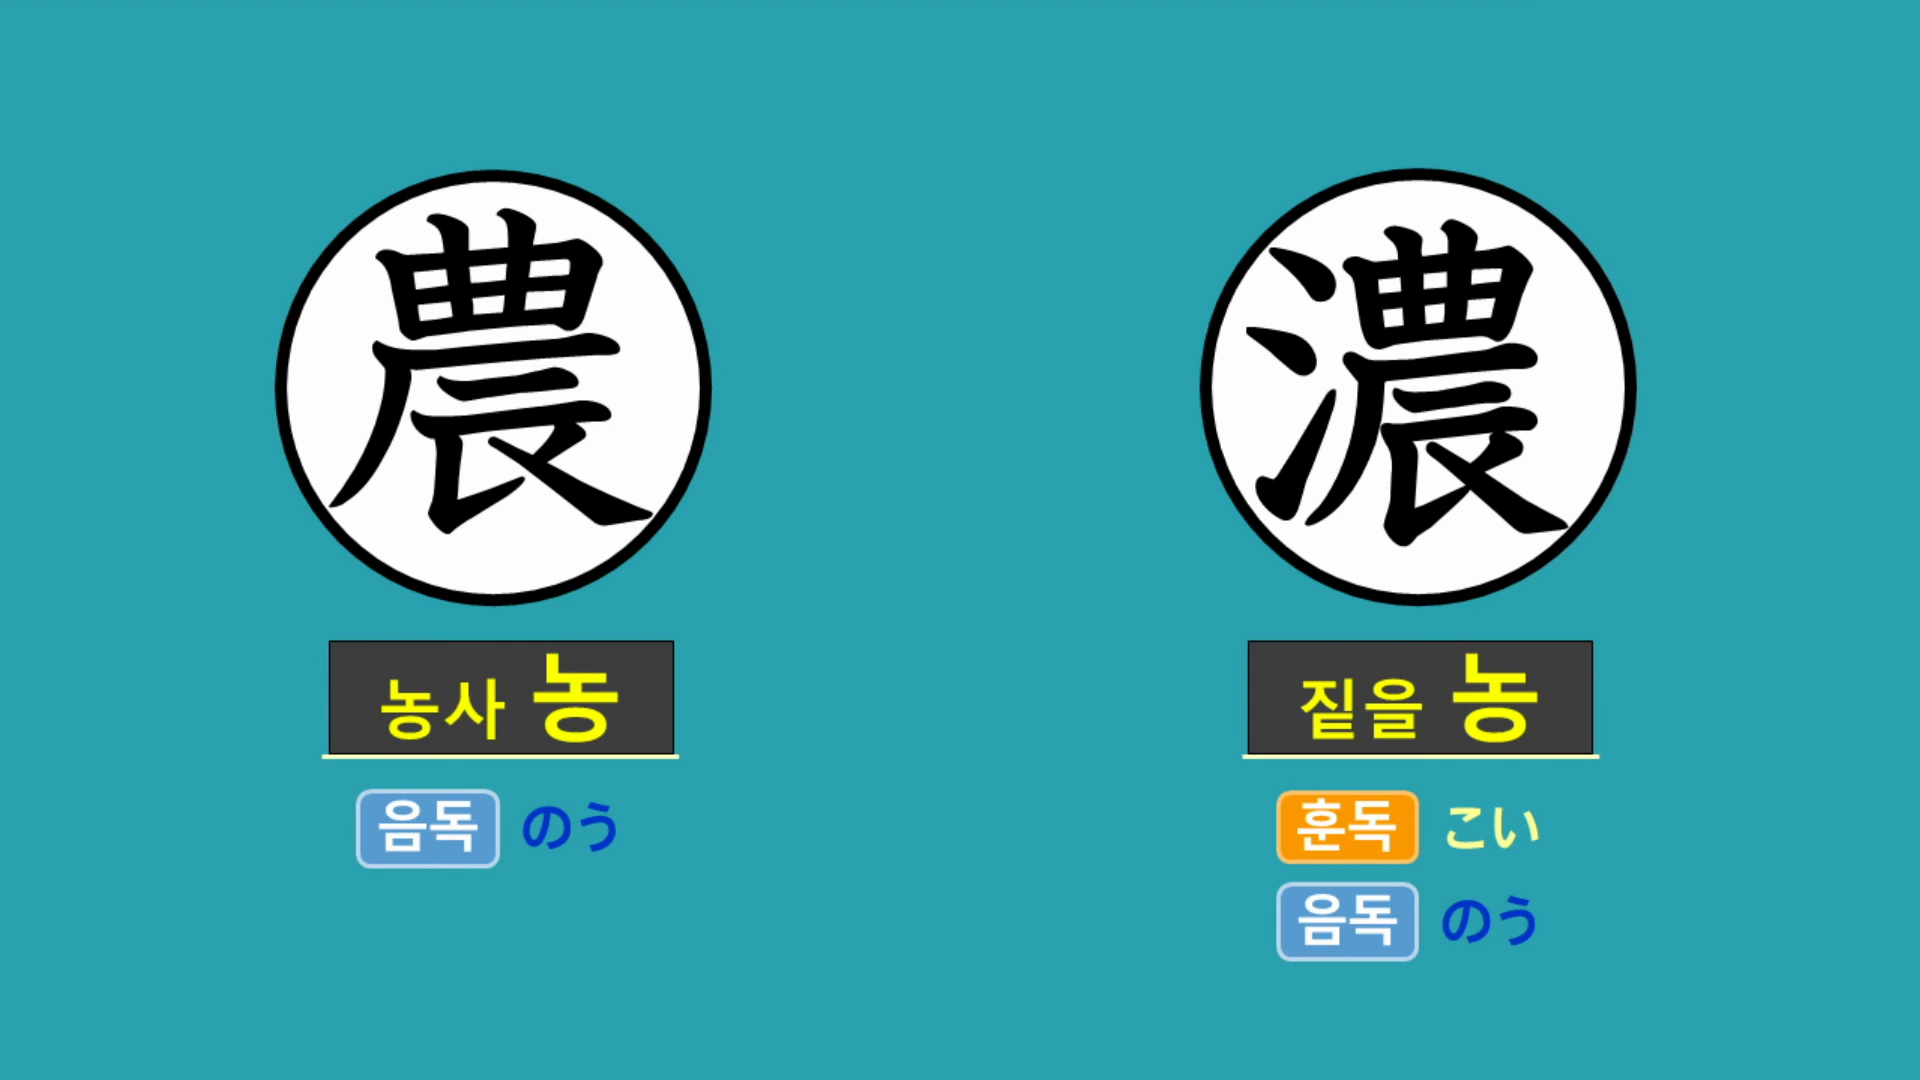 農
농사 농
음독 のう
濃
짙을 농
훈독 こい
음독 のう